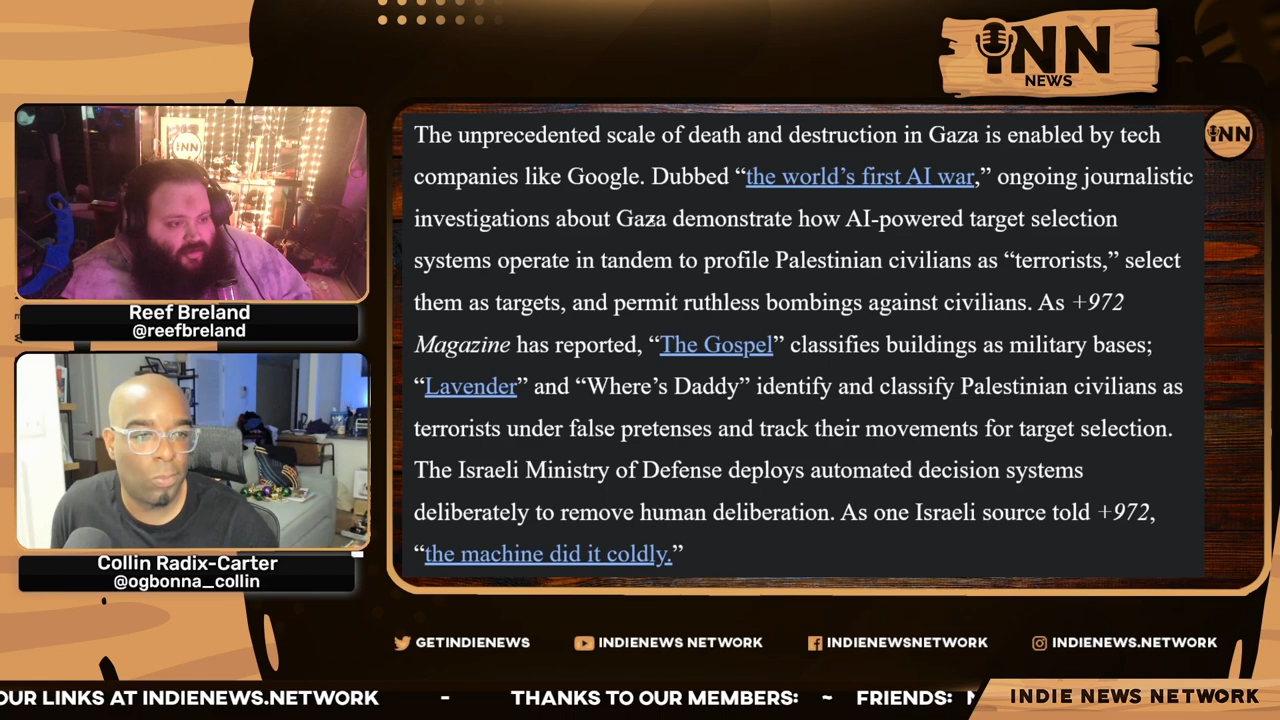 INN
NEWS
INN
INN
The unprecedented scale of death and destruction in Gaza is enabled by tech
companies like Google. Dubbed “the world’s first AI war,” ongoing journalistic
investigations about Gaza demonstrate how AI-powered target selection
systems operate in tandem to profile Palestinian civilians as “terrorists,” select
them as targets, and permit ruthless bombings against civilians. As +972
Magazine has reported, “The Gospel” classifies buildings as military bases;
“Lavender” and “Where’s Daddy” identify and classify Palestinian civilians as
terrorists under false pretenses and track their movements for target selection.
The Israeli Ministry of Defense deploys automated decision systems
deliberately to remove human deliberation. As one Israeli source told +972,
“the machine did it coldly.”
Reef Breland
@reefbreland
Collin Radix-Carter
@ogbonna_collin
GETINDIENEWS
INDIENEWS NETWORK
INDIENEWSNETWORK
INDIENEWS.NETWORK
OUR LINKS AT INDIENEWS.NETWORK - THANKS TO OUR MEMBERS: ~ FRIENDS:
INDIE NEWS NETWORK